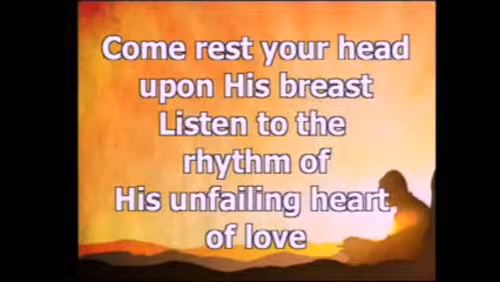 Come rest your head
upon His breast
Listen to the
rhythm of
His unfailing heart
of love